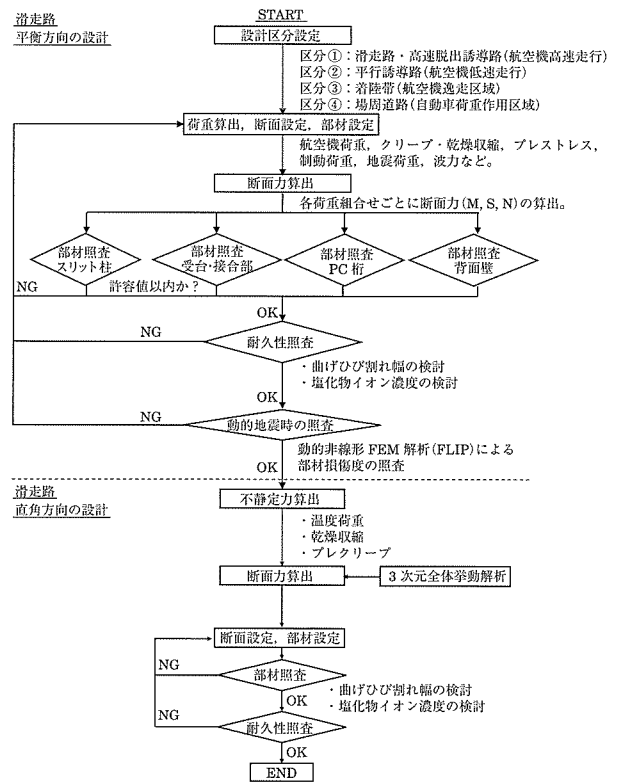 滑走路
平衡方向の設計
START
設計区分設定
区分①：滑走路・高速脱出誘導路(航空機高速走行)
区分②：平行誘導路(航空機低速走行)
区分③：着陸帯(航空機逸走区域)
区分④：場周道路(自動車荷重作用区域)
荷重算出，断面設定，部材設定
航空機荷重，クリープ・乾燥収縮，プレストレス，
制動荷重，地震荷重，波力など。
断面力算出
各荷重組合せごとに断面力(M, S, N)の算出。
部材照査
スリット柱
部材照査
受台・接合部
部材照査
PC 桁
部材照査
背面壁
NG
許容値以内か？
OK
NG
耐久性照査
・曲げひび割れ幅の検討
・塩化物イオン濃度の検討
OK
NG
動的地震時の照査
動的非線形 FEM 解析(FLIP)による
部材損傷度の照査
OK
滑走路
直角方向の設計
不静定力算出
・温度荷重
・乾燥収縮
・プレクリープ
断面力算出
3 次元全体挙動解析
断面設定，部材設定
NG
部材照査
・曲げひび割れ幅の検討
・塩化物イオン濃度の検討
OK
NG
耐久性照査
OK
END